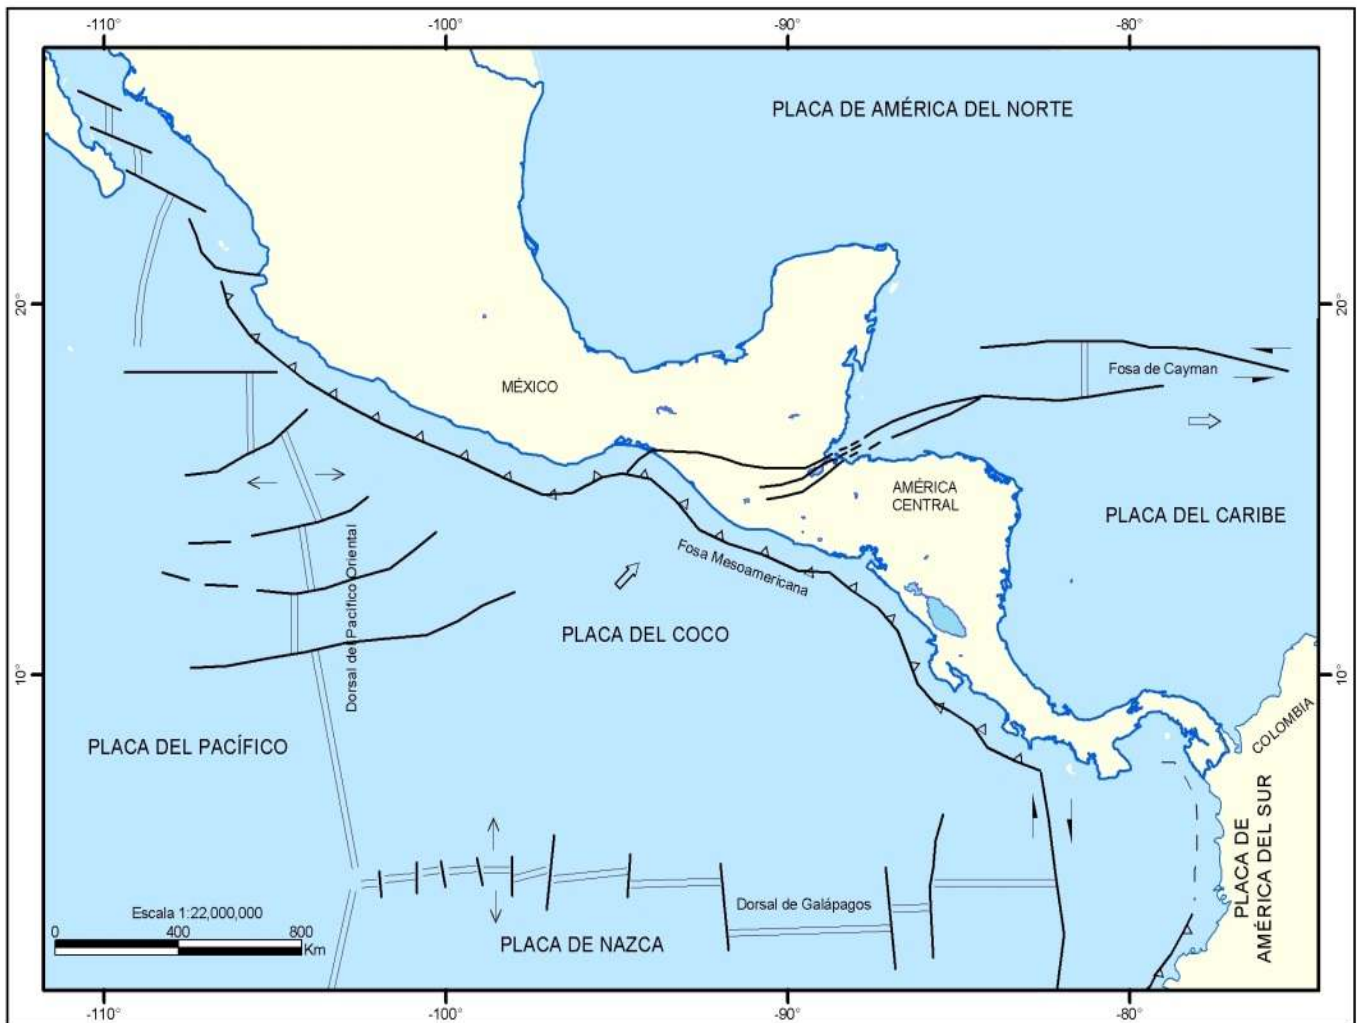 -110°
-100°
-90°
-80°
PLACA DE AMÉRICA DEL NORTE
20°
20°
MÉXICO
Fosa de Cayman
AMÉRICA
CENTRAL
PLACA DEL CARIBE
Fosa Mesoamericana
Dorsal del Pacífico Oriental
PLACA DEL COCO
10°
10°
PLACA DEL PACÍFICO
COLOMBIA
PLACA DE
AMÉRICA DEL SUR
Escala 1:22,000,000
0
400
800
Km
Dorsal de Galápagos
PLACA DE NAZCA
-110°
-100°
-90°
-80°